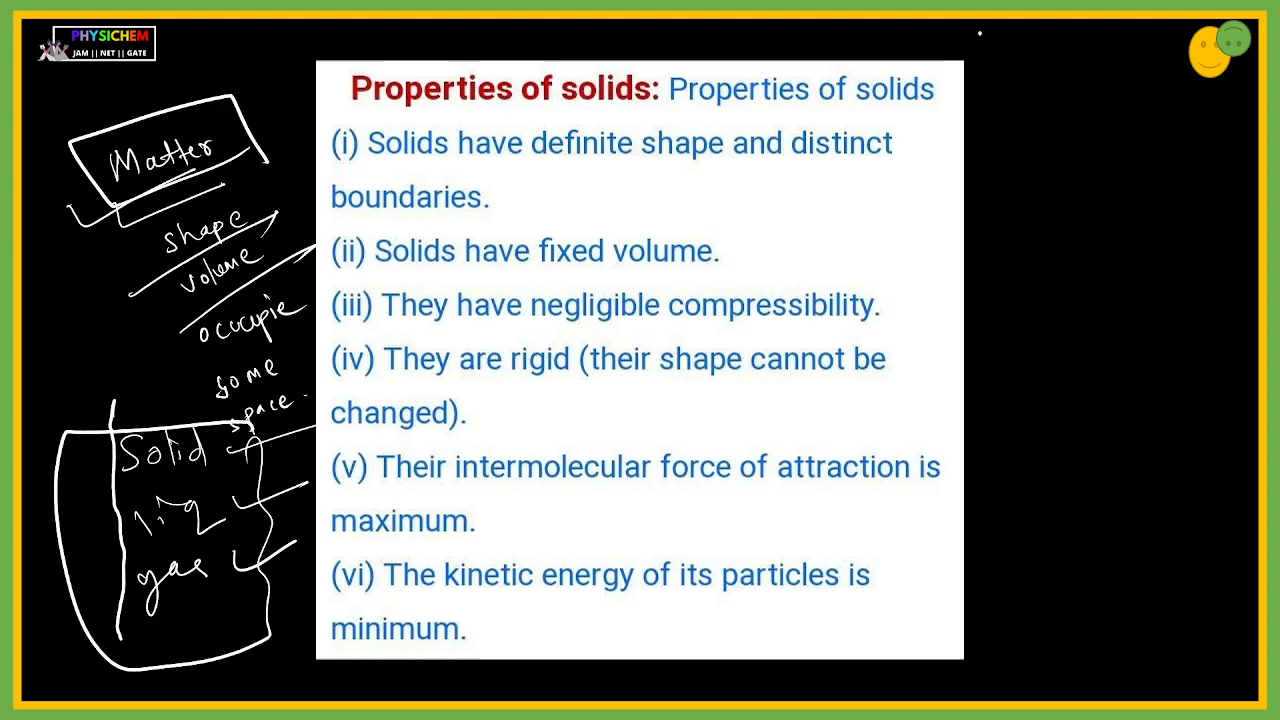 PHYSICHEM
JAM || NET || GATE
Matter
shape
volume
occupie
some
space.
Solid
liq
gas
Properties of solids: Properties of solids
(i) Solids have definite shape and distinct
boundaries.
(ii) Solids have fixed volume.
(iii) They have negligible compressibility.
(iv) They are rigid (their shape cannot be
changed).
(v) Their intermolecular force of attraction is
maximum.
(vi) The kinetic energy of its particles is
minimum.